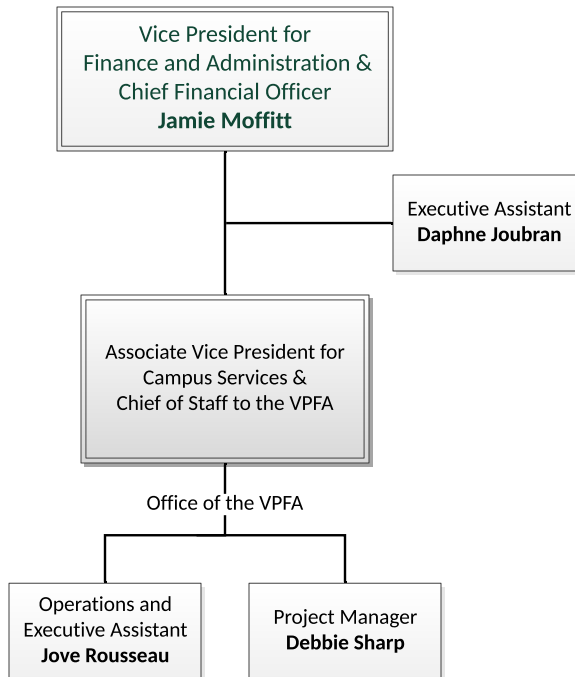 Vice President for
Finance and Administration &
Chief Financial Officer
Jamie Moffitt
Executive Assistant
Daphne Joubran
Associate Vice President for
Campus Services &
Chief of Staff to the VPFA
Office of the VPFA
Operations and
Executive Assistant
Jove Rousseau
Project Manager
Debbie Sharp